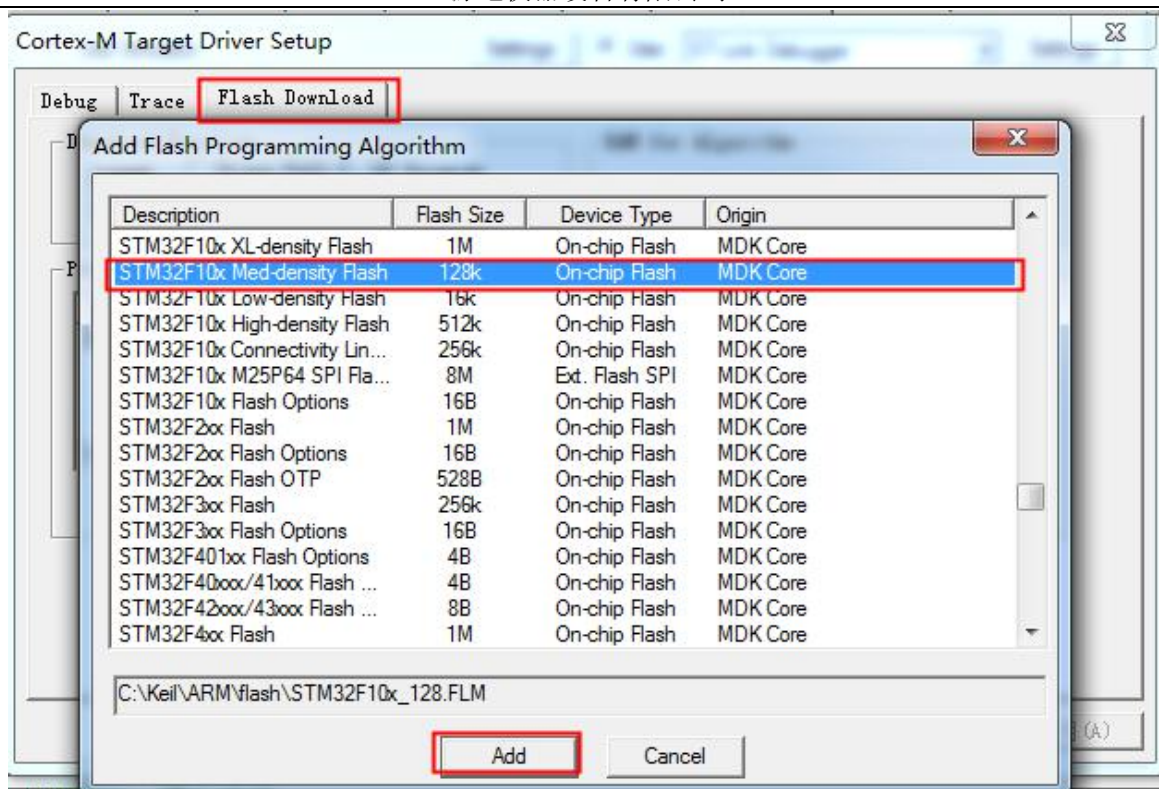 Cortex-M Target Driver Setup
Debug Trace Flash Download
Add Flash Programming Algorithm
Description Flash Size Device Type Origin
STM32F10x XL-density Flash 1M On-chip Flash MDK Core
STM32F10x Med-density Flash 128k On-chip Flash MDK Core
STM32F10x Low-density Flash 16k On-chip Flash MDK Core
STM32F10x High-density Flash 512k On-chip Flash MDK Core
STM32F10x Connectivity Lin... 256k On-chip Flash MDK Core
STM32F10x M25P64 SPI Fla... 8M Ext. Flash SPI MDK Core
STM32F10x Flash Options 16B On-chip Flash MDK Core
STM32F2xx Flash 1M On-chip Flash MDK Core
STM32F2xx Flash Options 16B On-chip Flash MDK Core
STM32F2xx Flash OTP 528B On-chip Flash MDK Core
STM32F3xx Flash 256k On-chip Flash MDK Core
STM32F3xx Flash Options 16B On-chip Flash MDK Core
STM32F401xx Flash Options 4B On-chip Flash MDK Core
STM32F40xxx/41xxx Flash ... 4B On-chip Flash MDK Core
STM32F42xxx/43xxx Flash ... 8B On-chip Flash MDK Core
STM32F4xx Flash 1M On-chip Flash MDK Core
C:\Keil\ARM\flash\STM32F10x_128.FLM
Add Cancel
(A)